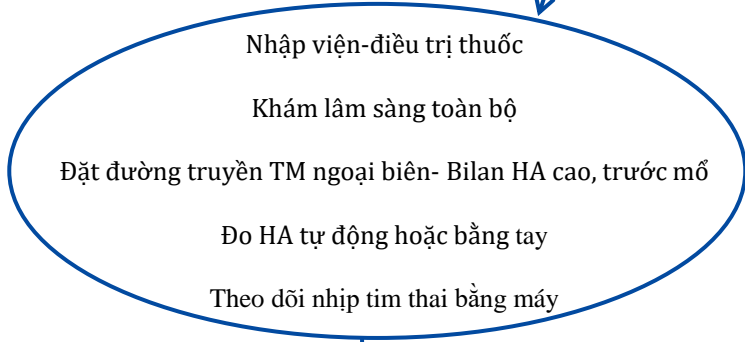 Nhập viện-điều trị thuốc
Khám lâm sàng toàn bộ
Đặt đường truyền TM ngoại biên- Bilan HA cao, trước mổ
Đo HA tự động hoặc bằng tay
Theo dõi nhịp tim thai bằng máy